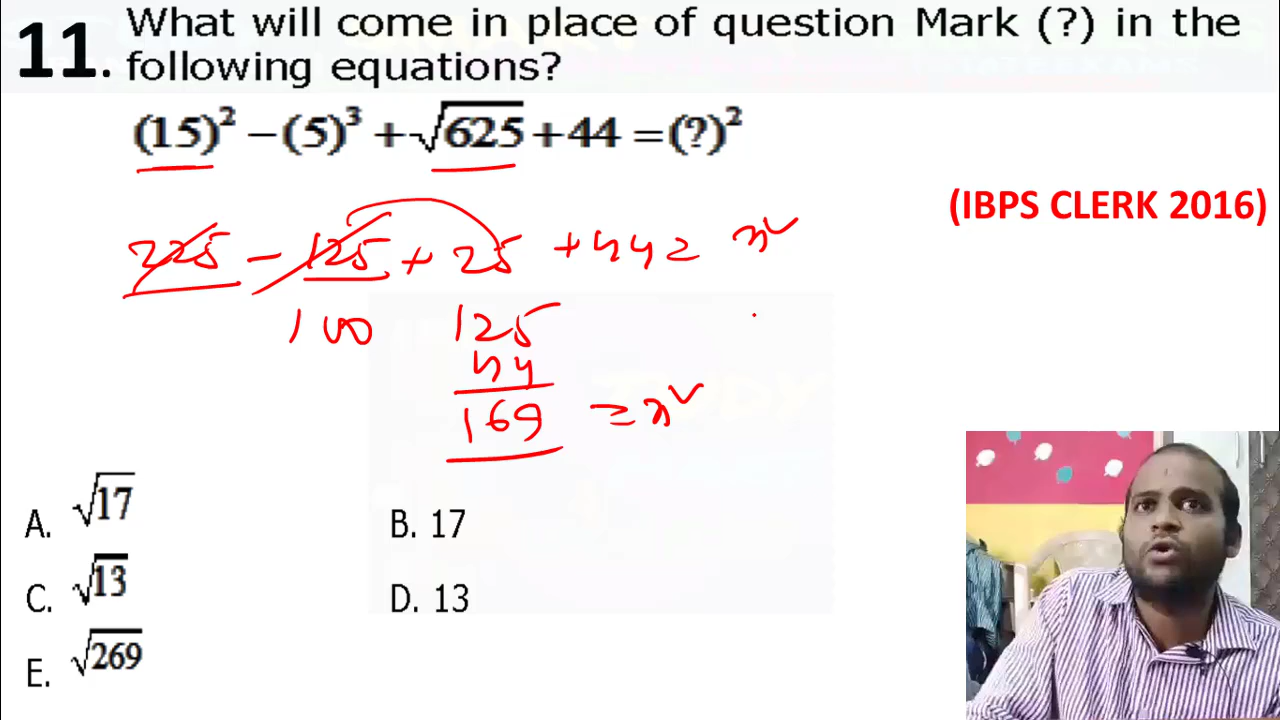 11. What will come in place of question Mark (?) in the
following equations?
(15)² − (5)³ + √625 + 44 = (?)²
(IBPS CLERK 2016)
225 − 125 + 25 + 44 = x²
100 125
44
169 = x²
A. √17 B. 17
C. √13 D. 13
E. √269